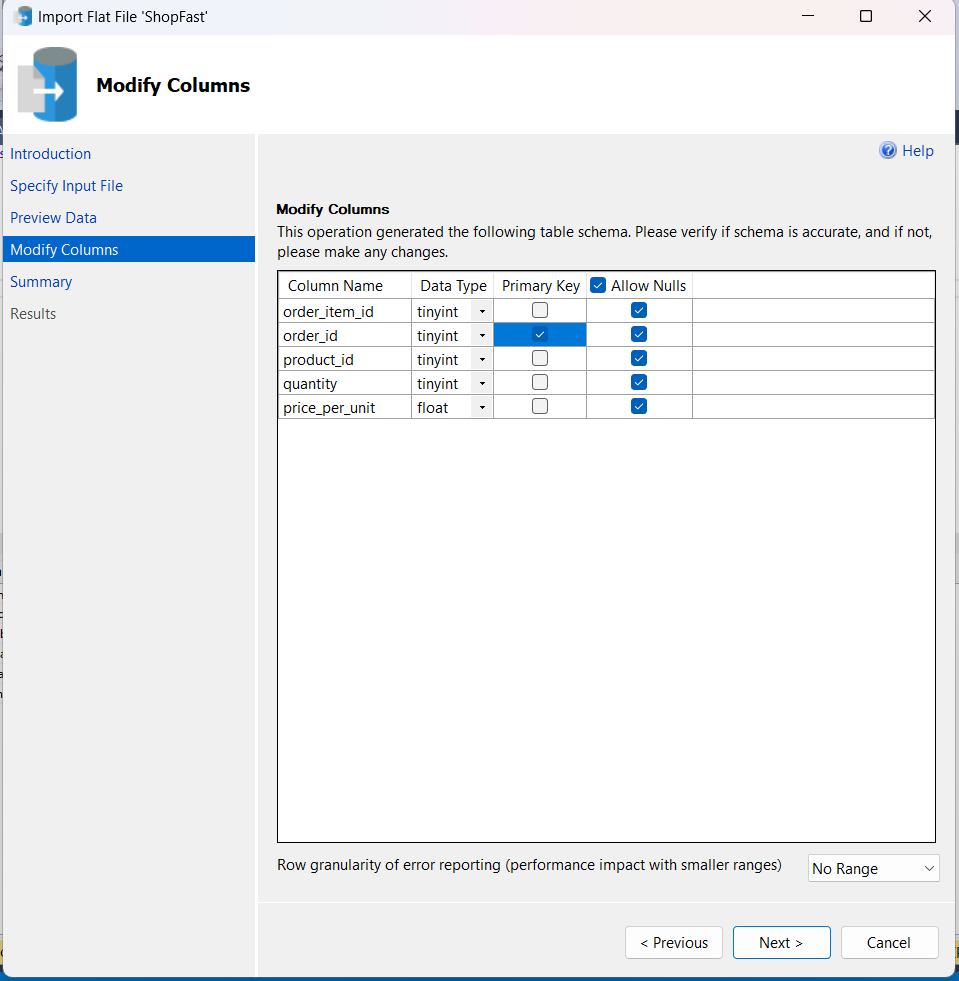 Import Flat File 'ShopFast'
Modify Columns
Introduction
Specify Input File
Preview Data
Modify Columns
Summary
Results
Help
Modify Columns
This operation generated the following table schema. Please verify if schema is accurate, and if not,
please make any changes.
Column Name Data Type Primary Key Allow Nulls
order_item_id tinyint
order_id tinyint
product_id tinyint
quantity tinyint
price_per_unit float
Row granularity of error reporting (performance impact with smaller ranges) No Range
< Previous Next > Cancel